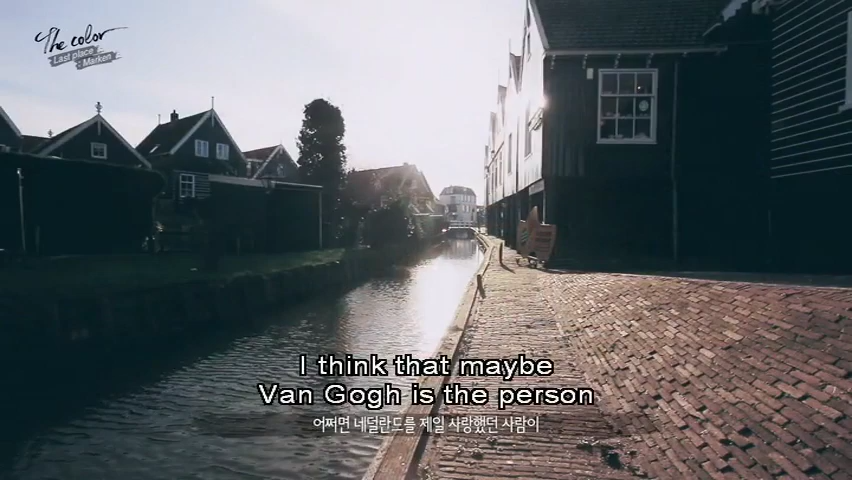 The color
Last place
: Marken
I think that maybe
Van Gogh is the person
어쩌면 네덜란드를 제일 사랑했던 사람이